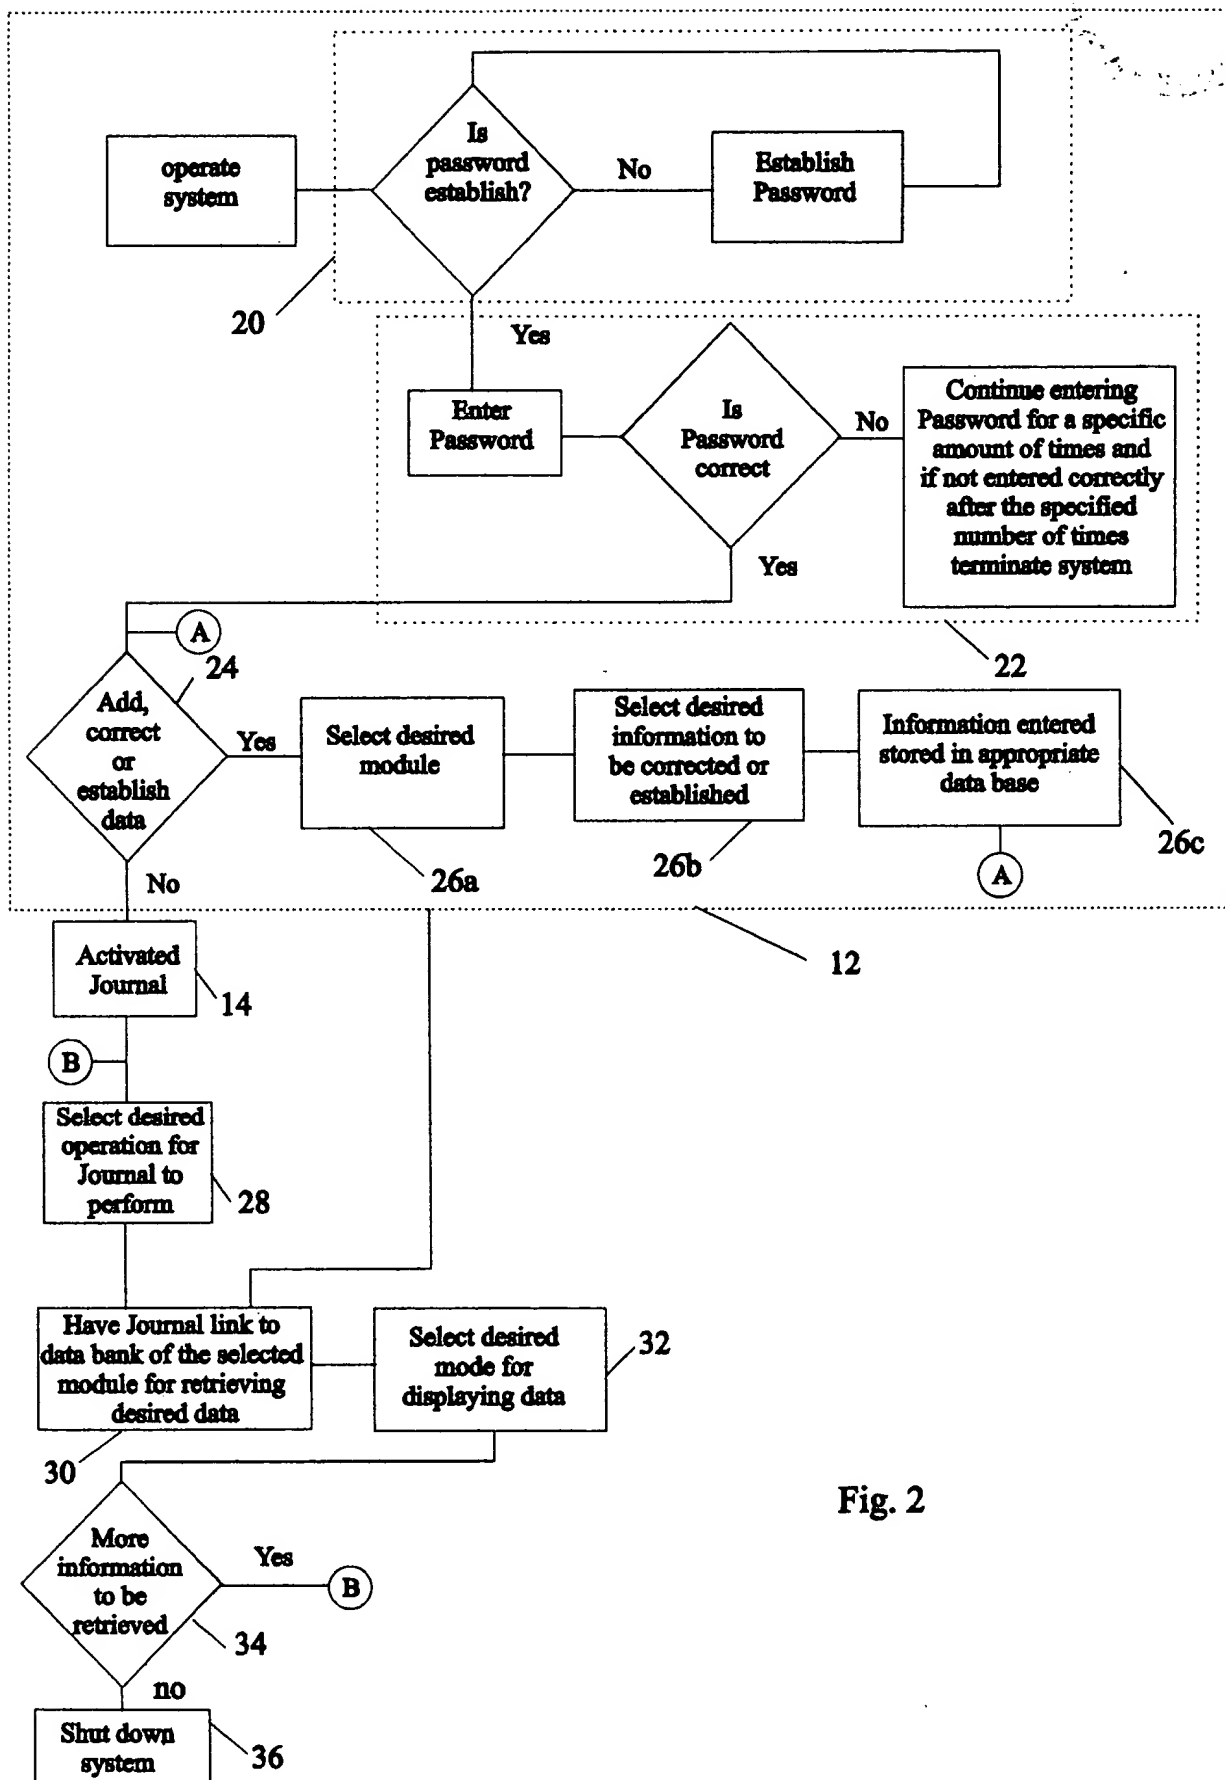 operate
system
Is
password
establish?
No
Establish
Password
20
Yes
Enter
Password
Is
Password
correct
No
Continue entering
Password for a specific
amount of times and
if not entered correctly
after the specified
number of times
terminate system
Yes
A
22
24
Add,
correct
or
establish
data
Yes
Select desired
module
Select desired
information to
be corrected or
established
Information entered
stored in appropriate
data base
26a
26b
26c
A
No
12
Activated
Journal
14
B
Select desired
operation for
Journal to
perform
28
Have Journal link to
data bank of the selected
module for retrieving
desired data
Select desired
mode for
displaying data
32
30
Fig. 2
More
information
to be
retrieved
Yes
B
34
no
Shut down
system
36